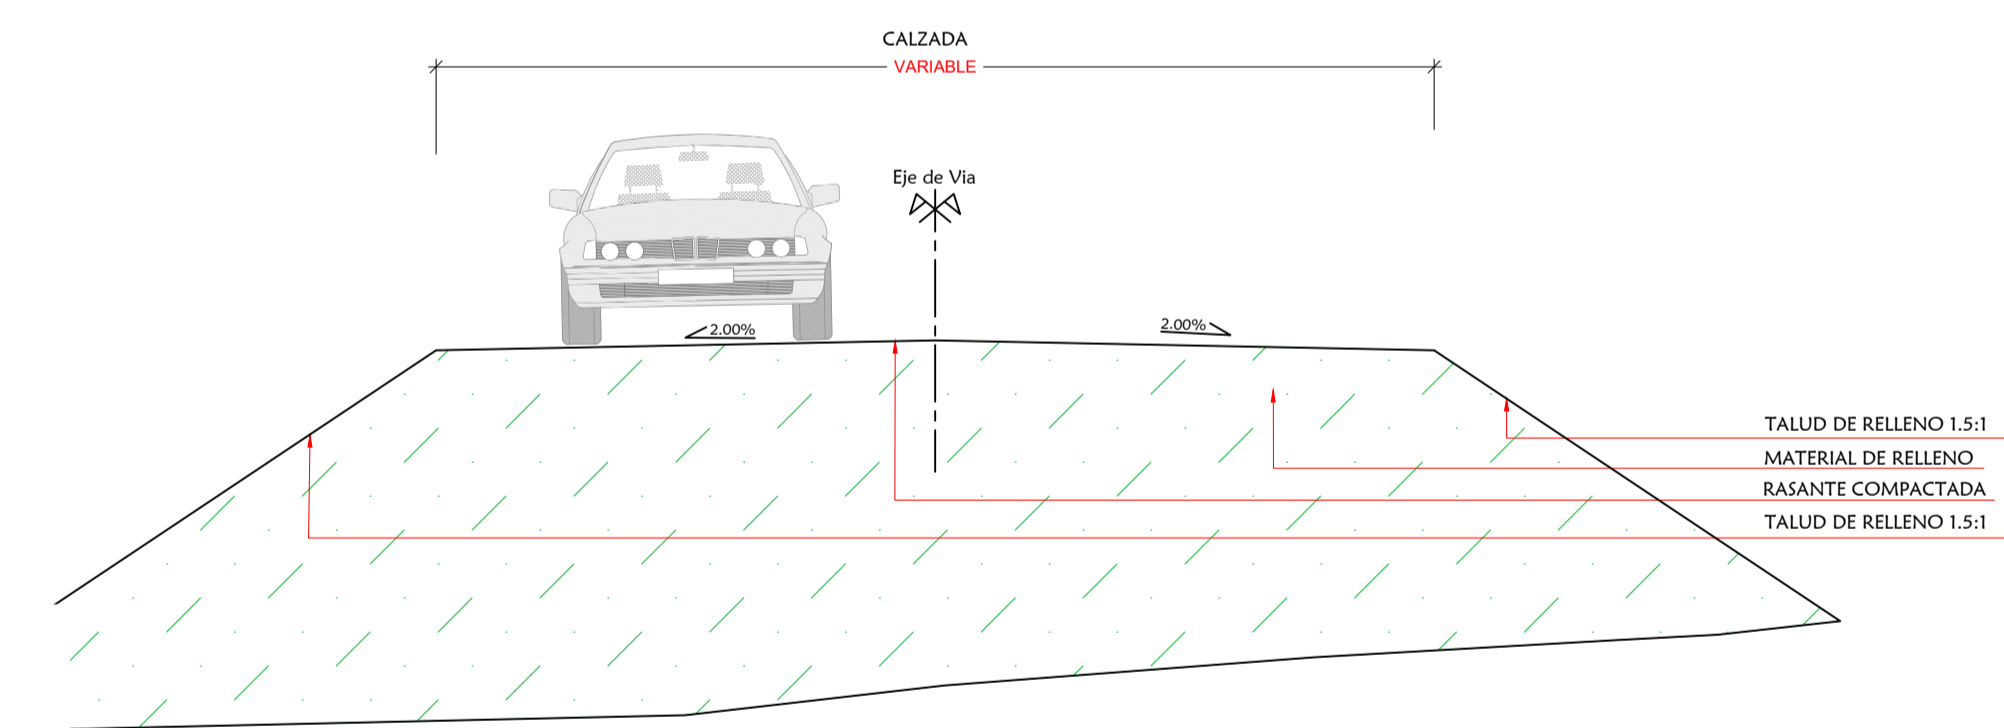 CALZADA
VARIABLE
Eje de Via
2.00%
2.00%
TALUD DE RELLENO 1.5:1
MATERIAL DE RELLENO
RASANTE COMPACTADA
TALUD DE RELLENO 1.5:1